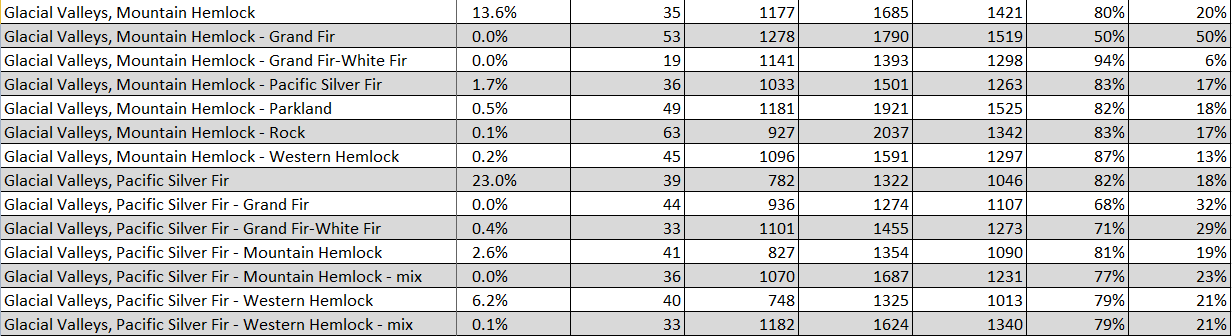 Glacial Valleys, Mountain Hemlock 13.6% 35 1177 1685 1421 80% 20%
Glacial Valleys, Mountain Hemlock - Grand Fir 0.0% 53 1278 1790 1519 50% 50%
Glacial Valleys, Mountain Hemlock - Grand Fir-White Fir 0.0% 19 1141 1393 1298 94% 6%
Glacial Valleys, Mountain Hemlock - Pacific Silver Fir 1.7% 36 1033 1501 1263 83% 17%
Glacial Valleys, Mountain Hemlock - Parkland 0.5% 49 1181 1921 1525 82% 18%
Glacial Valleys, Mountain Hemlock - Rock 0.1% 63 927 2037 1342 83% 17%
Glacial Valleys, Mountain Hemlock - Western Hemlock 0.2% 45 1096 1591 1297 87% 13%
Glacial Valleys, Pacific Silver Fir 23.0% 39 782 1322 1046 82% 18%
Glacial Valleys, Pacific Silver Fir - Grand Fir 0.0% 44 936 1274 1107 68% 32%
Glacial Valleys, Pacific Silver Fir - Grand Fir-White Fir 0.4% 33 1101 1455 1273 71% 29%
Glacial Valleys, Pacific Silver Fir - Mountain Hemlock 2.6% 41 827 1354 1090 81% 19%
Glacial Valleys, Pacific Silver Fir - Mountain Hemlock - mix 0.0% 36 1070 1687 1231 77% 23%
Glacial Valleys, Pacific Silver Fir - Western Hemlock 6.2% 40 748 1325 1013 79% 21%
Glacial Valleys, Pacific Silver Fir - Western Hemlock - mix 0.1% 33 1182 1624 1340 79% 21%